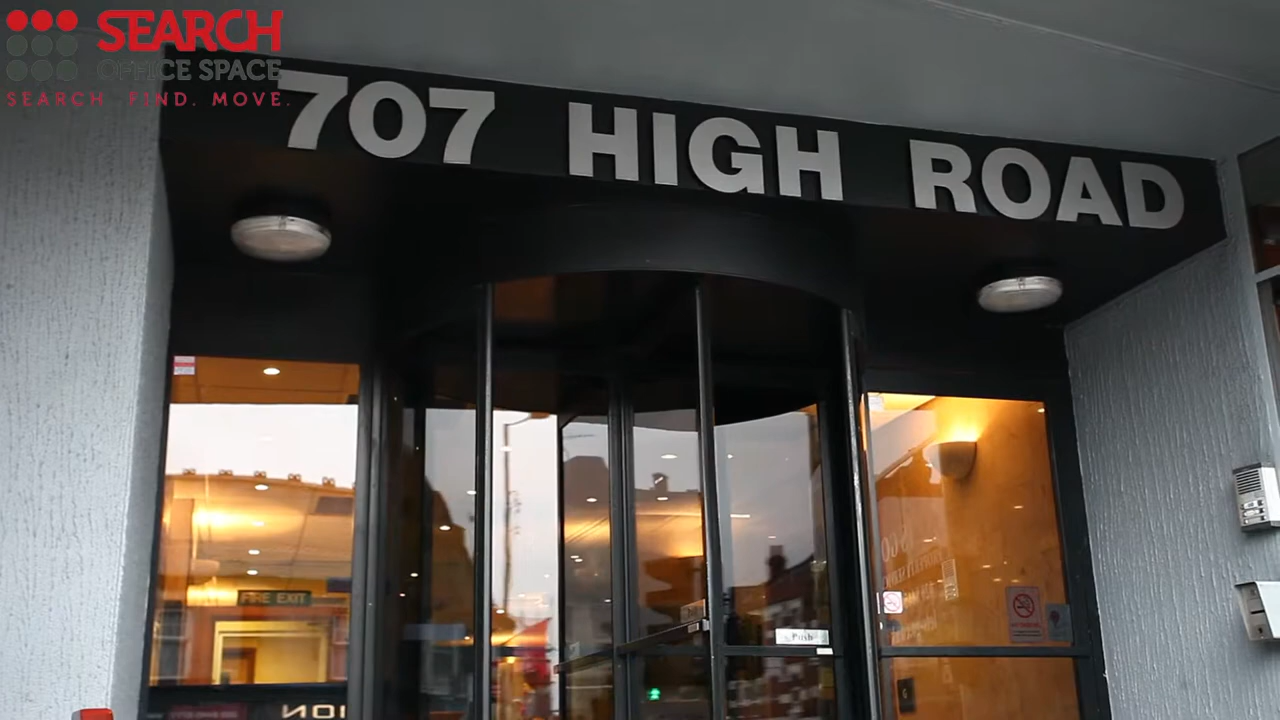 SEARCH
OFFICE SPACE
SEARCH. FIND. MOVE.
707 HIGH ROAD
FIRE EXIT
Push